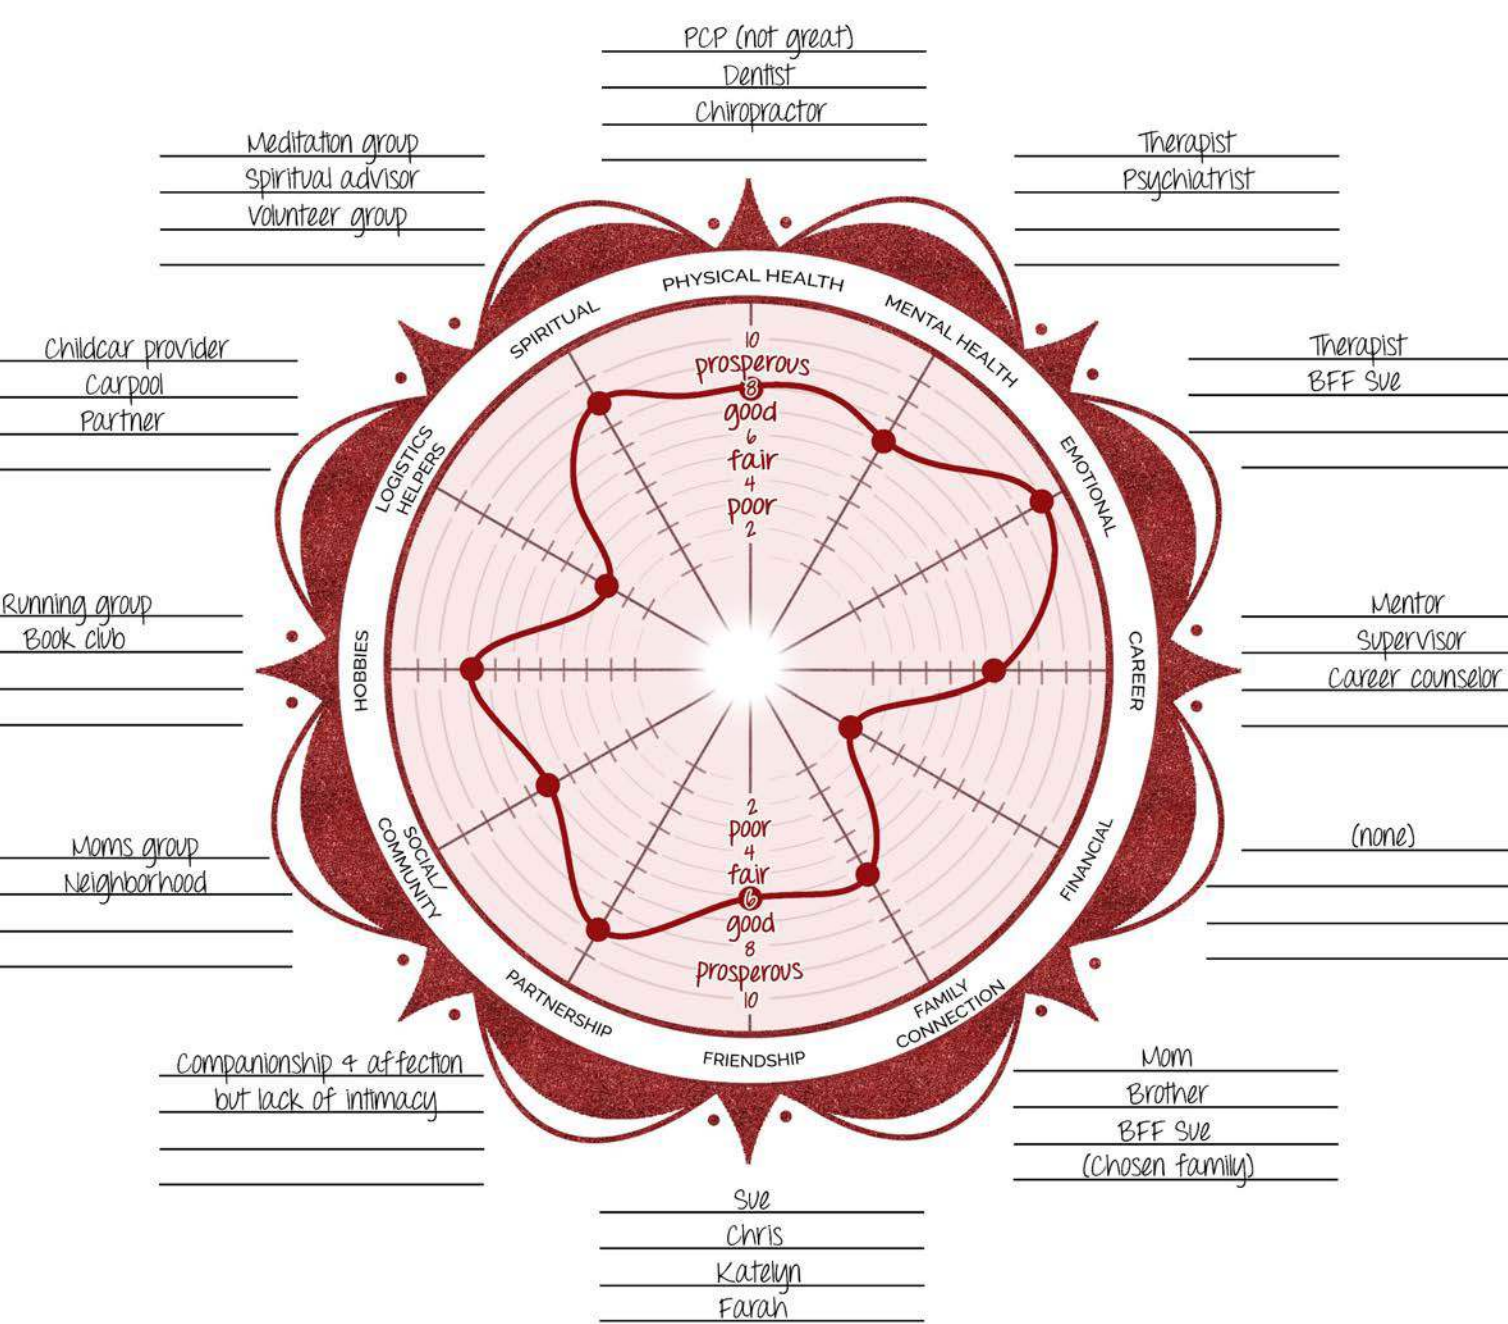 PCP (not great)
Dentist
Chiropractor
Meditation group
Spiritual advisor
Volunteer group
Therapist
Psychiatrist
Childcar provider
Carpool
Partner
Therapist
BFF Sue
Running group
Book club
Mentor
Supervisor
Career counselor
Moms group
Neighborhood
(none)
Companionship & affection
but lack of intimacy
Mom
Brother
BFF Sue
(Chosen family)
Sue
Chris
Katelyn
Farah
PHYSICAL HEALTH
MENTAL HEALTH
EMOTIONAL
CAREER
FINANCIAL
FAMILY
CONNECTION
FRIENDSHIP
PARTNERSHIP
SOCIAL/
COMMUNITY
HOBBIES
LOGISTICS
HELPERS
SPIRITUAL
10
prosperous
8
good
6
fair
4
poor
2
2
poor
4
fair
6
good
8
prosperous
10